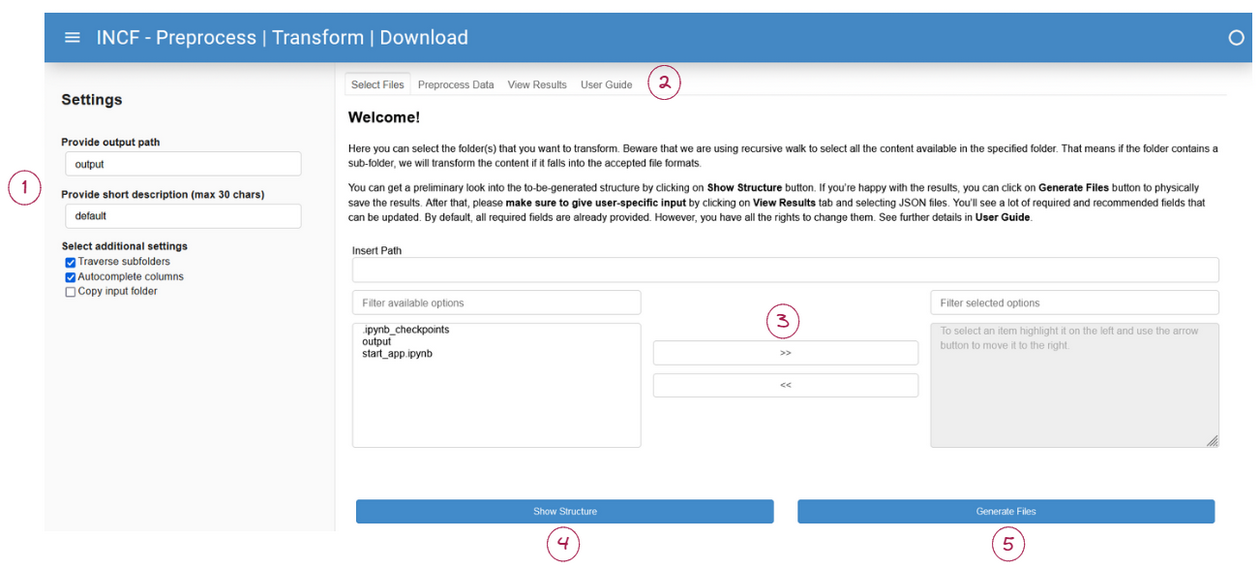 INCF - Preprocess | Transform | Download
Settings
Provide output path
output
1
Provide short description (max 30 chars)
default
Select additional settings
Traverse subfolders
Autocomplete columns
Copy input folder
Select Files Preprocess Data View Results User Guide 2
Welcome!
Here you can select the folder(s) that you want to transform. Beware that we are using recursive walk to select all the content available in the specified folder. That means if the folder contains a
sub-folder, we will transform the content if it falls into the accepted file formats.
You can get a preliminary look into the to-be-generated structure by clicking on Show Structure button. If you're happy with the results, you can click on Generate Files button to physically
save the results. After that, please make sure to give user-specific input by clicking on View Results tab and selecting JSON files. You'll see a lot of required and recommended fields that
can be updated. By default, all required fields are already provided. However, you have all the rights to change them. See further details in User Guide.
Insert Path
Filter available options
.ipynb_checkpoints
output
start_app.ipynb
3
>>
<<
Filter selected options
To select an item highlight it on the left and use the arrow
button to move it to the right.
Show Structure
Generate Files
4
5